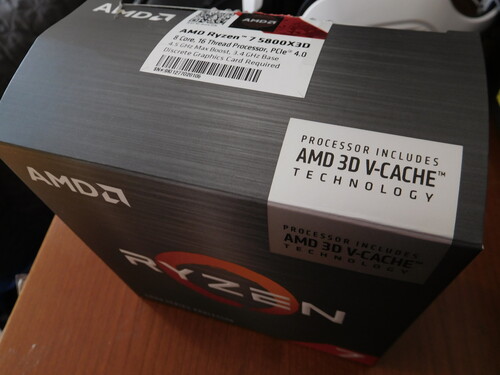 AMD
AMD
AMD Ryzen™ 7 5800X3D
8 Core, 16 Thread Processor, PCIe® 4.0
4.5 GHz Max Boost, 3.4 GHz Base
Discrete Graphics Card Required
PROCESSOR INCLUDES
AMD 3D V-CACHE™
TECHNOLOGY
AMD
PROCESSOR INCLUDES
AMD 3D V-CACHE™
TECHNOLOGY
RYZEN